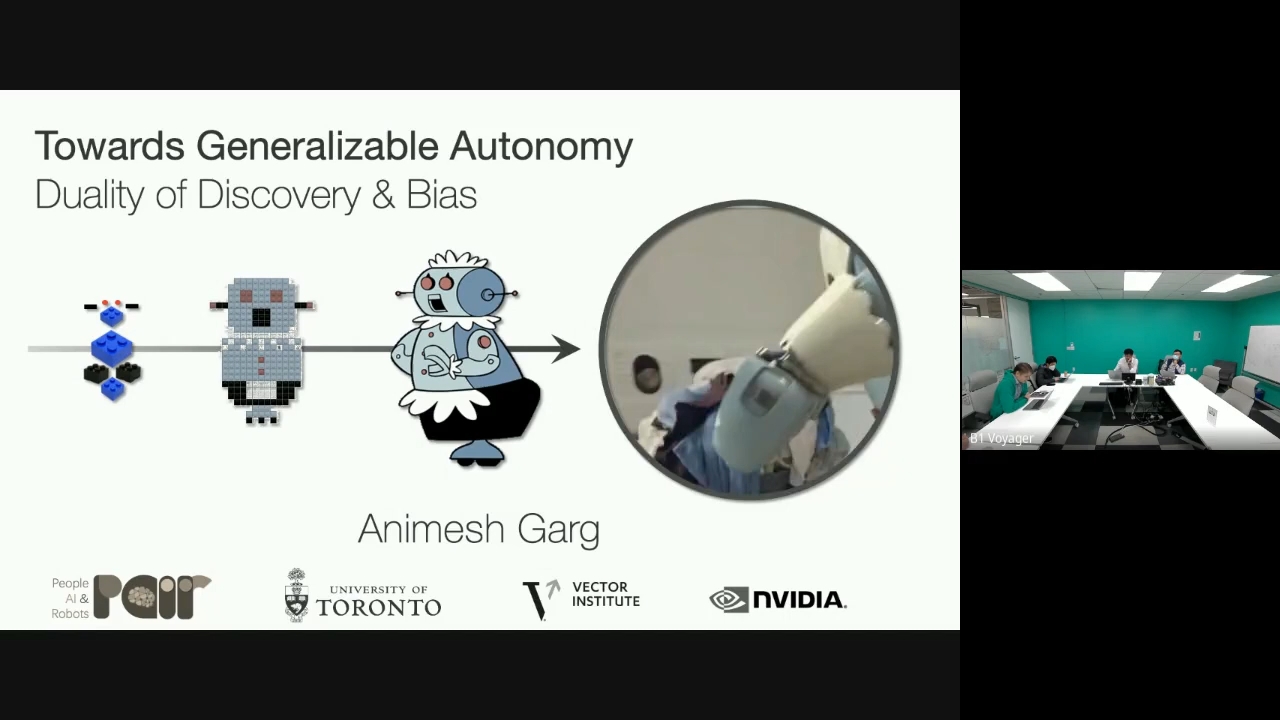 Towards Generalizable Autonomy
Duality of Discovery & Bias
Animesh Garg
People
AI &
Robots
pair
UNIVERSITY OF
TORONTO
VECTOR
INSTITUTE
NVIDIA.
B1 Voyager